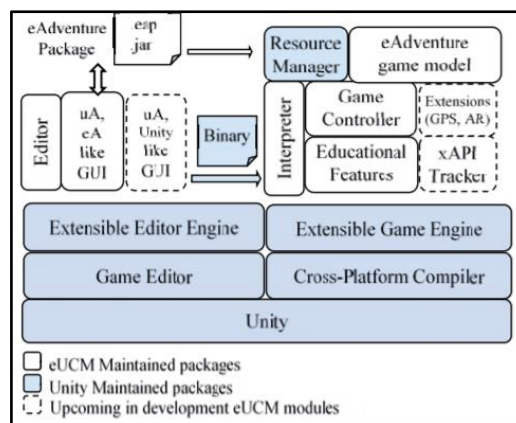 eAdventure
Package
eap
.jar
Resource
Manager
eAdventure
game model
Editor
uA,
eA
like
GUI
uA,
Unity
like
GUI
Binary
Interpreter
Game
Controller
Extensions
(GPS, AR)
Educational
Features
xAPI
Tracker
Extensible Editor Engine
Extensible Game Engine
Game Editor
Cross-Platform Compiler
Unity
eUCM Maintained packages
Unity Maintained packages
Upcoming in development eUCM modules